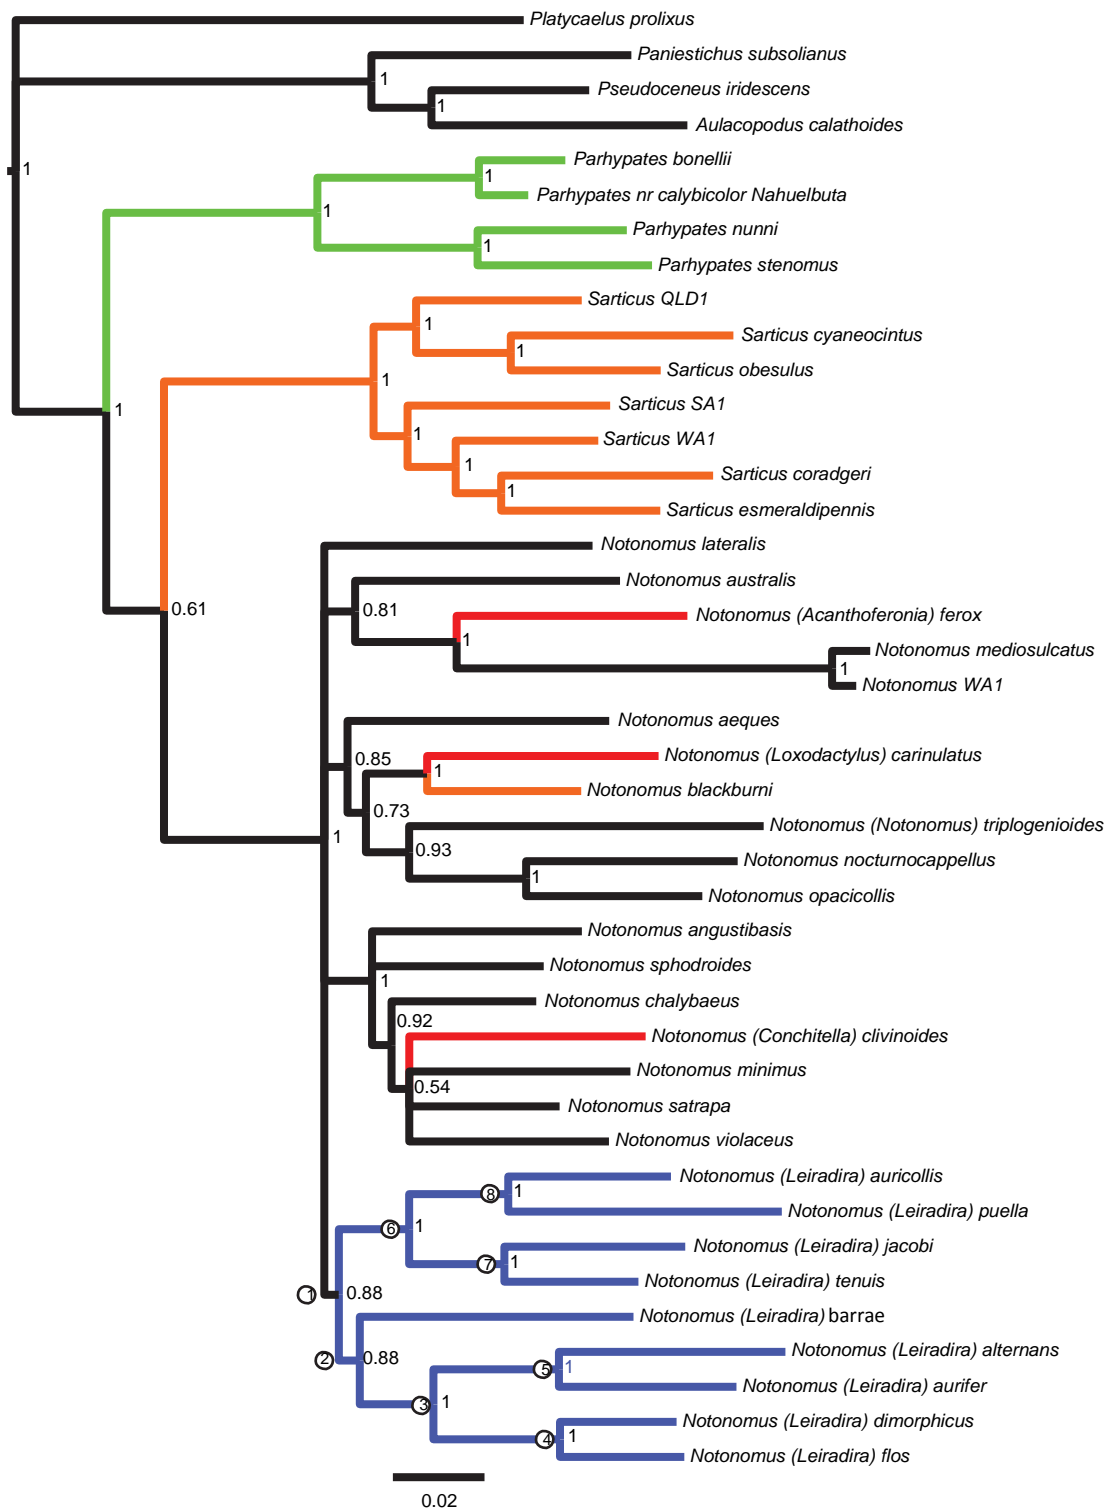 Platycaelus prolixus
Paniestichus subsolianus
1
Pseudoceneus iridescens
1
Aulacopodus calathoides
1
Parhypates bonellii
1
Parhypates nr calybicolor Nahuelbuta
1
Parhypates nunni
1
Parhypates stenomus
Sarticus QLD1
1
Sarticus cyaneocintus
1
Sarticus obesulus
1
Sarticus SA1
1
1
Sarticus WA1
1
Sarticus coradgeri
1
Sarticus esmeraldipennis
Notonomus lateralis
Notonomus australis
0.61
0.81
Notonomus (Acanthoferonia) ferox
1
Notonomus mediosulcatus
1
Notonomus WA1
Notonomus aeques
0.85
Notonomus (Loxodactylus) carinulatus
1
Notonomus blackburni
0.73
Notonomus (Notonomus) triplogenioides
1
0.93
Notonomus nocturnocappellus
1
Notonomus opacicollis
Notonomus angustibasis
Notonomus sphodroides
1
Notonomus chalybaeus
0.92
Notonomus (Conchitella) clivinoides
Notonomus minimus
0.54
Notonomus satrapa
Notonomus violaceus
Notonomus (Leiradira) auricollis
8 1
Notonomus (Leiradira) puella
6 1
Notonomus (Leiradira) jacobi
7 1
Notonomus (Leiradira) tenuis
1 0.88
Notonomus (Leiradira) barrae
2 0.88
Notonomus (Leiradira) alternans
5 1
Notonomus (Leiradira) aurifer
3 1
Notonomus (Leiradira) dimorphicus
4 1
Notonomus (Leiradira) flos
0.02